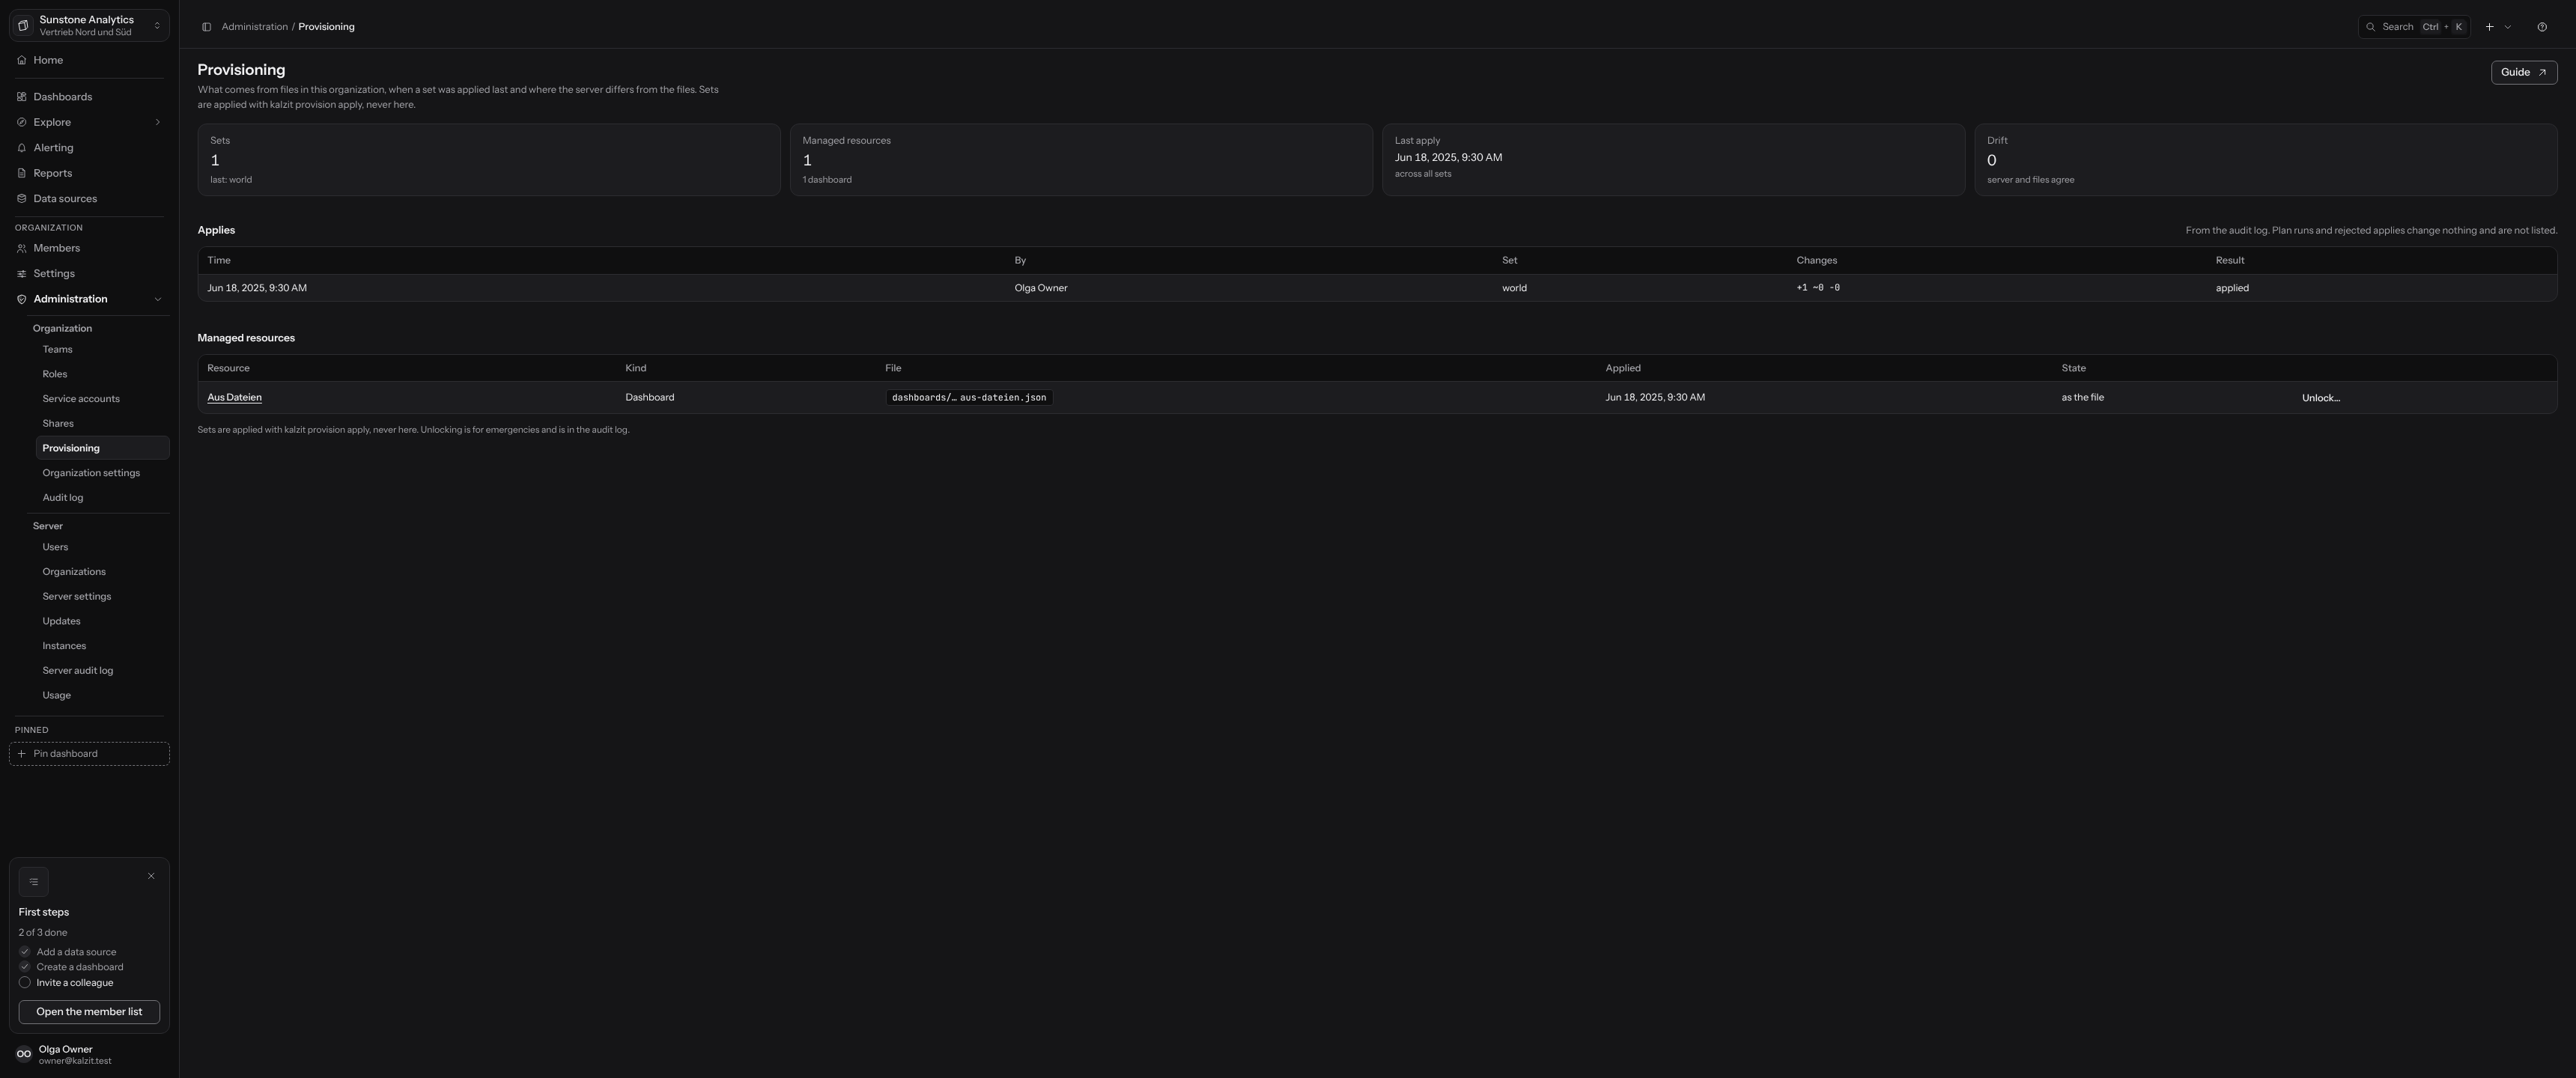 Sunstone Analytics
Vertrieb Nord und Süd
Home
Dashboards
Explore
Alerting
Reports
Data sources
ORGANIZATION
Members
Settings
Administration
Organization
Teams
Roles
Service accounts
Shares
Provisioning
Organization settings
Audit log
Server
Users
Organizations
Server settings
Updates
Instances
Server audit log
Usage
PINNED
Pin dashboard
First steps
2 of 3 done
Add a data source
Create a dashboard
Invite a colleague
Open the member list
OO
Olga Owner
owner@kalzit.test
Administration / Provisioning
Search Ctrl + K
Provisioning
What comes from files in this organization, when a set was applied last and where the server differs from the files. Sets
are applied with kalzit provision apply, never here.
Guide
Sets
1
last: world
Managed resources
1
1 dashboard
Last apply
Jun 18, 2025, 9:30 AM
across all sets
Drift
0
server and files agree
Applies
From the audit log. Plan runs and rejected applies change nothing and are not listed.
Time By Set Changes Result
Jun 18, 2025, 9:30 AM Olga Owner world +1 ~0 -0 applied
Managed resources
Resource Kind File Applied State
Aus Dateien Dashboard dashboards/… aus-dateien.json Jun 18, 2025, 9:30 AM as the file Unlock…
Sets are applied with kalzit provision apply, never here. Unlocking is for emergencies and is in the audit log.